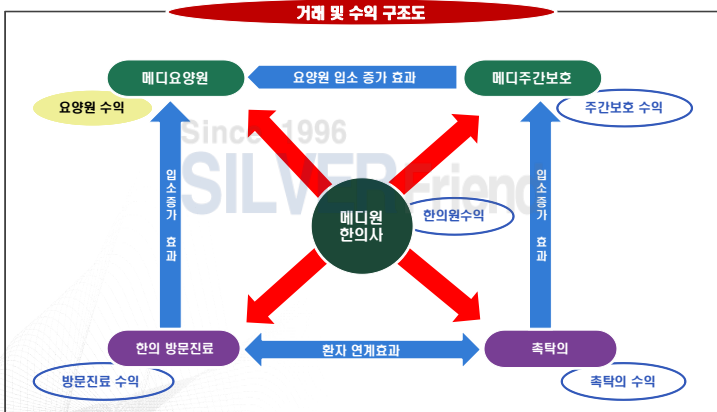 거래 및 수익 구조도
메디요양원
요양원 입소 증가 효과
메디주간보호
요양원 수익
주간보호 수익
Since 1996
SILVER Friend
입소증가 효과
입소증가 효과
메디원
한의사
한의원수익
한의 방문진료
환자 연계효과
촉탁의
방문진료 수익
촉탁의 수익